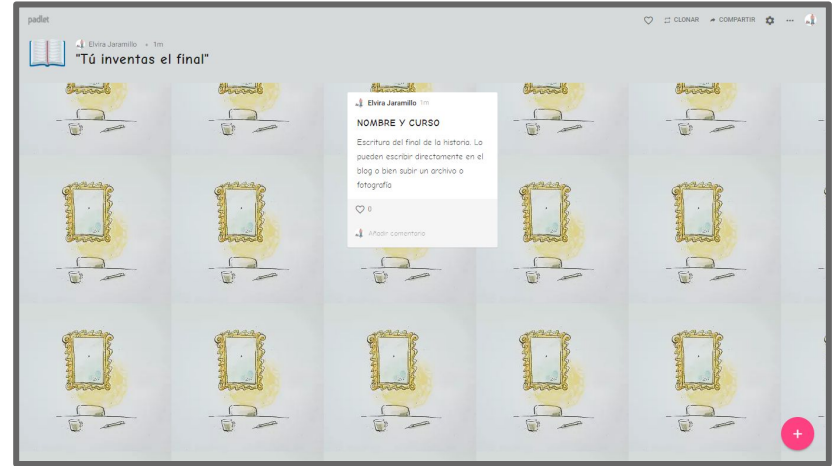 padlet
CLONAR COMPARTIR
Elvira Jaramillo • 1m
"Tú inventas el final"
Elvira Jaramillo 1m
NOMBRE Y CURSO
Escritura del final de la historia. Lo
pueden escribir directamente en el
blog o bien subir un archivo o
fotografía
0
Añadir comentario